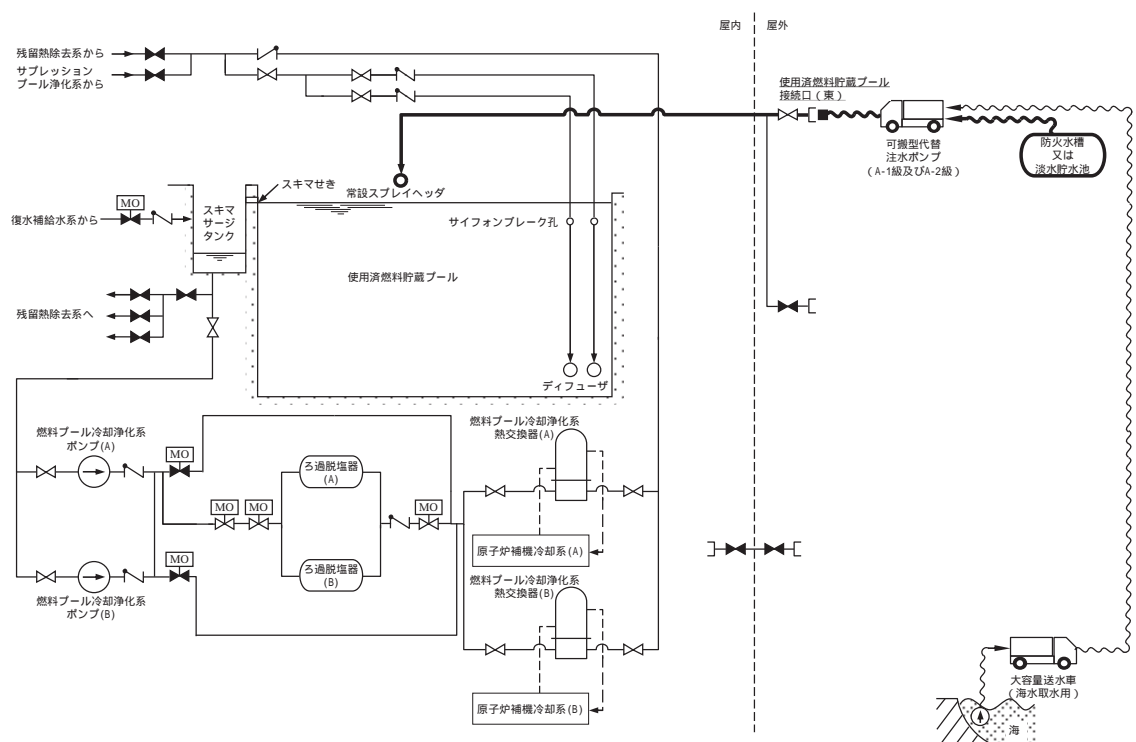 屋内
屋外
残留熱除去系から
サプレッション
プール浄化系から
使用済燃料貯蔵プール
接続口（東）
可搬型代替
注水ポンプ
（A-1級及びA-2級）
防火水槽
又は
淡水貯水池
スキマせき
常設スプレイヘッダ
MO
復水補給水系から
スキマ
サージ
タンク
サイフォンブレーク孔
使用済燃料貯蔵プール
残留熱除去系へ
ディフューザ
燃料プール冷却浄化系
ポンプ(A)
MO
ろ過脱塩器
(A)
燃料プール冷却浄化系
熱交換器(A)
MO
MO
MO
原子炉補機冷却系(A)
MO
ろ過脱塩器
(B)
燃料プール冷却浄化系
ポンプ(B)
燃料プール冷却浄化系
熱交換器(B)
原子炉補機冷却系(B)
大容量送水車
（海水取水用）
海